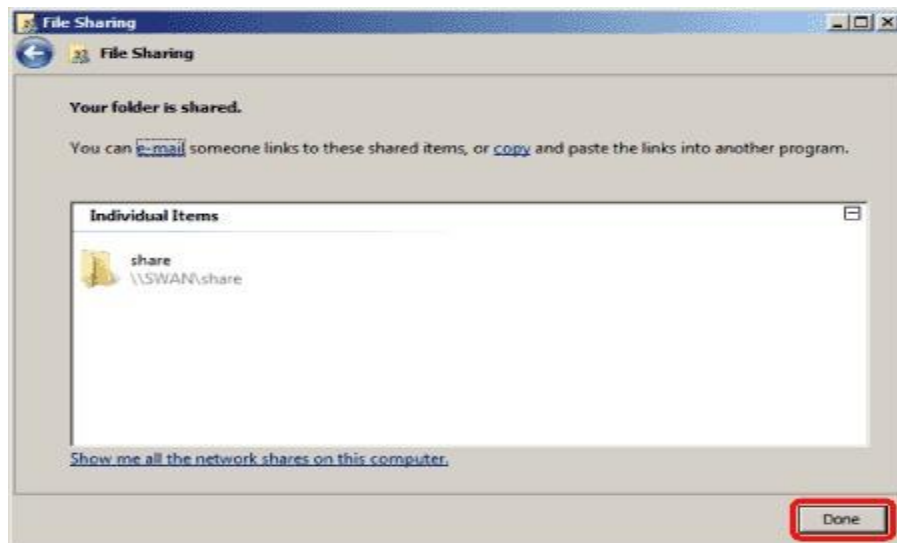 File Sharing
File Sharing
Your folder is shared.
You can e-mail someone links to these shared items, or copy and paste the links into another program.
Individual Items
share
\\SWAN\share
Show me all the network shares on this computer.
Done